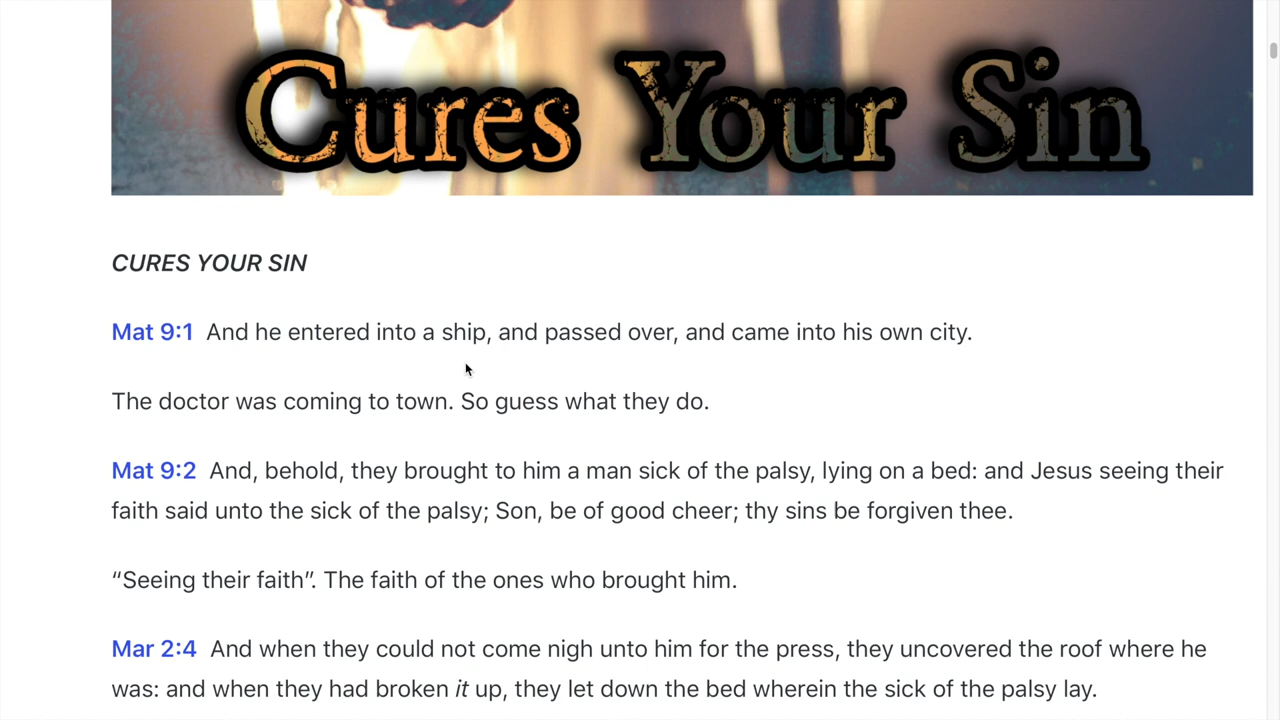 Cures Your Sin
CURES YOUR SIN
Mat 9:1 And he entered into a ship, and passed over, and came into his own city.
The doctor was coming to town. So guess what they do.
Mat 9:2 And, behold, they brought to him a man sick of the palsy, lying on a bed: and Jesus seeing their
faith said unto the sick of the palsy; Son, be of good cheer; thy sins be forgiven thee.
“Seeing their faith”. The faith of the ones who brought him.
Mar 2:4 And when they could not come nigh unto him for the press, they uncovered the roof where he
was: and when they had broken it up, they let down the bed wherein the sick of the palsy lay.